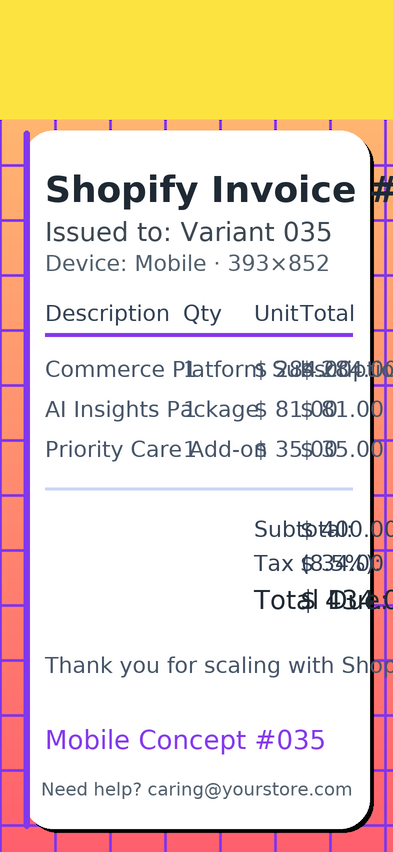 Shopify Invoice #
Issued to: Variant 035
Device: Mobile · 393×852
Description Qty Unit Total
Commerce Platform 1 $ 284.00 $ 284.00
AI Insights Package 1 $ 81.00 $ 81.00
Priority Care Add-on 1 $ 35.00 $ 35.00
Subtotal: $ 400.00
Tax (8.5%): $ 34.00
Total Due: $ 434.0
Thank you for scaling with Shop
Mobile Concept #035
Need help? caring@yourstore.com